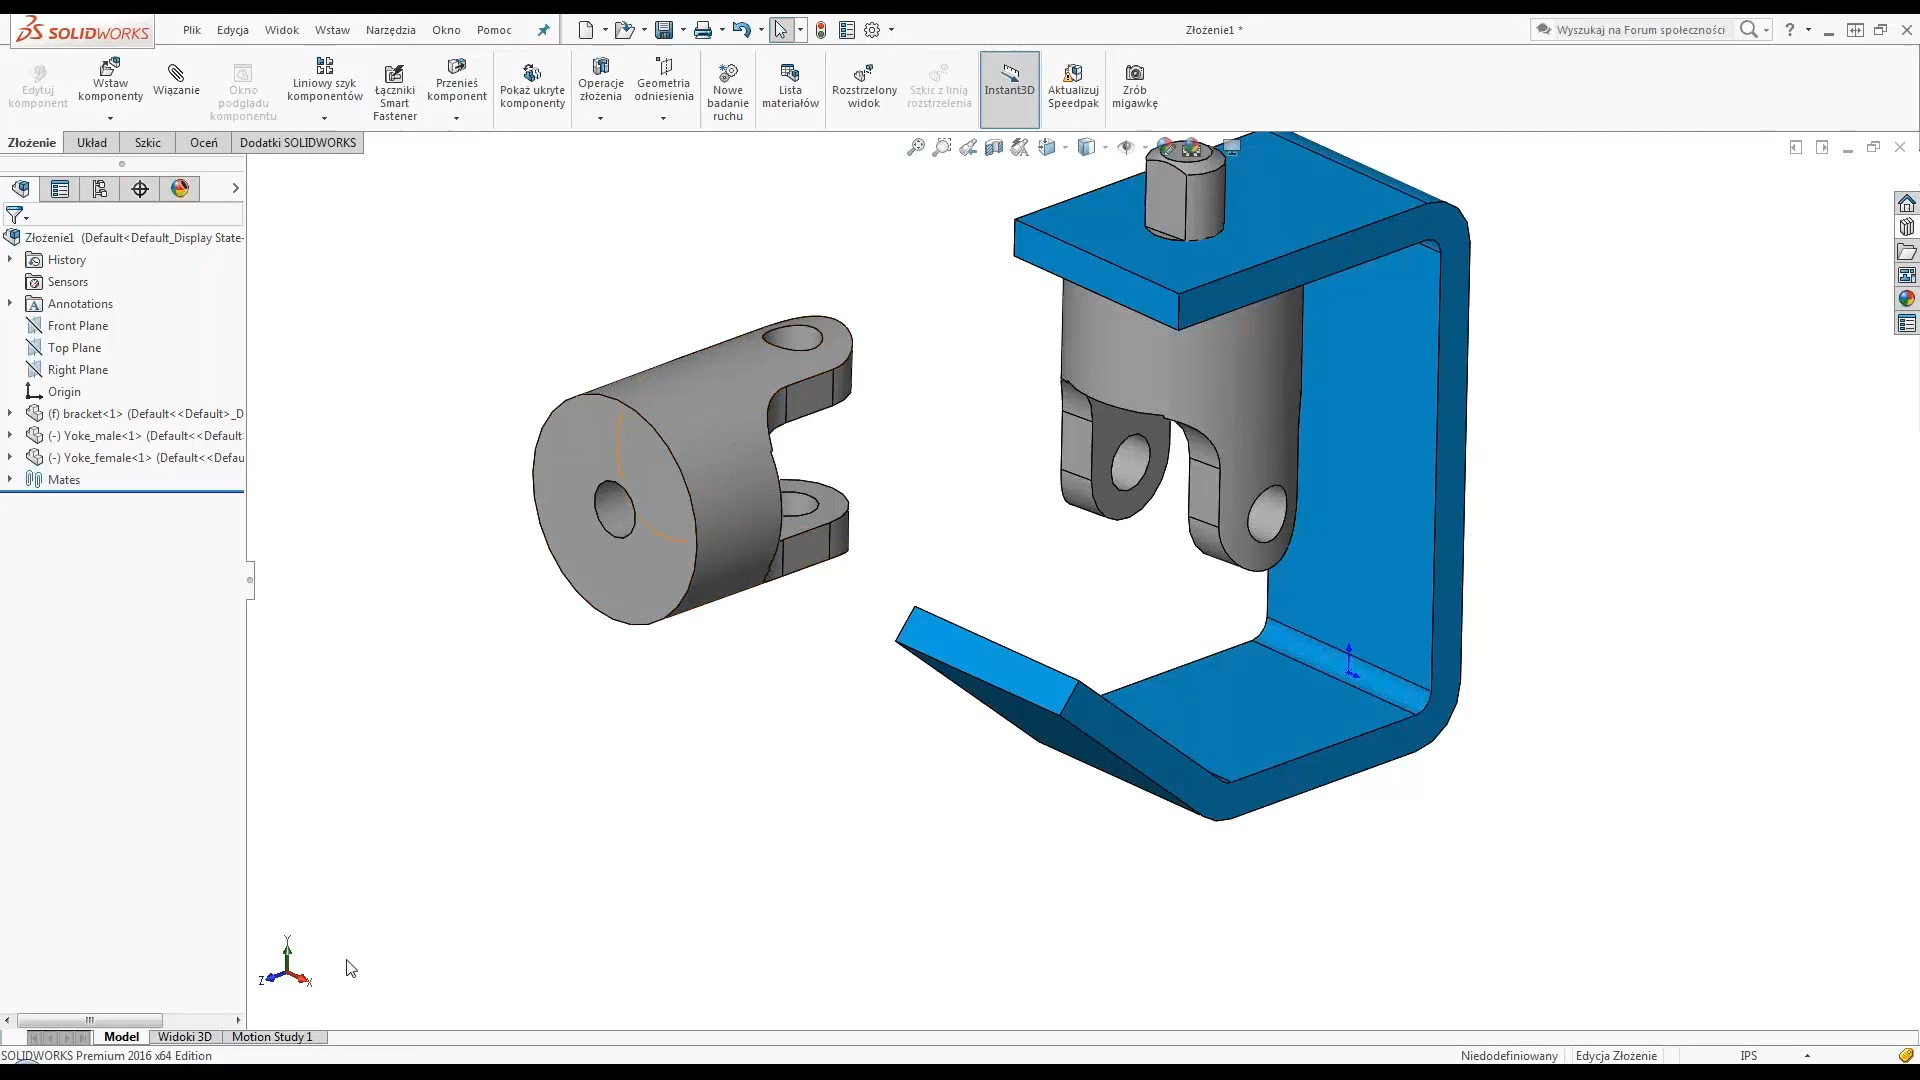 SOLIDWORKS
Plik Edycja Widok Wstaw Narzędzia Okno Pomoc
Złożenie1 *
Wyszukaj na Forum społeczności
Edytuj komponent
Wstaw komponenty
Wiązanie
Okno podglądu komponentu
Liniowy szyk komponentów
Łączniki Smart Fastener
Przenieś komponent
Pokaż ukryte komponenty
Operacje złożenia
Geometria odniesienia
Nowe badanie ruchu
Lista materiałów
Rozstrzelony widok
Szkic z linią rozstrzelenia
Instant3D
Aktualizuj Speedpak
Zrób migawkę
Złożenie Układ Szkic Oceń Dodatki SOLIDWORKS
Złożenie1 (Default<Default_Display State-
History
Sensors
Annotations
Front Plane
Top Plane
Right Plane
Origin
(f) bracket<1> (Default<<Default>_D
(-) Yoke_male<1> (Default<<Default:
(-) Yoke_female<1> (Default<<Defau
Mates
Y
Z
X
Model Widoki 3D Motion Study 1
SOLIDWORKS Premium 2016 x64 Edition
Niedodefiniowany Edycja Złożenie IPS